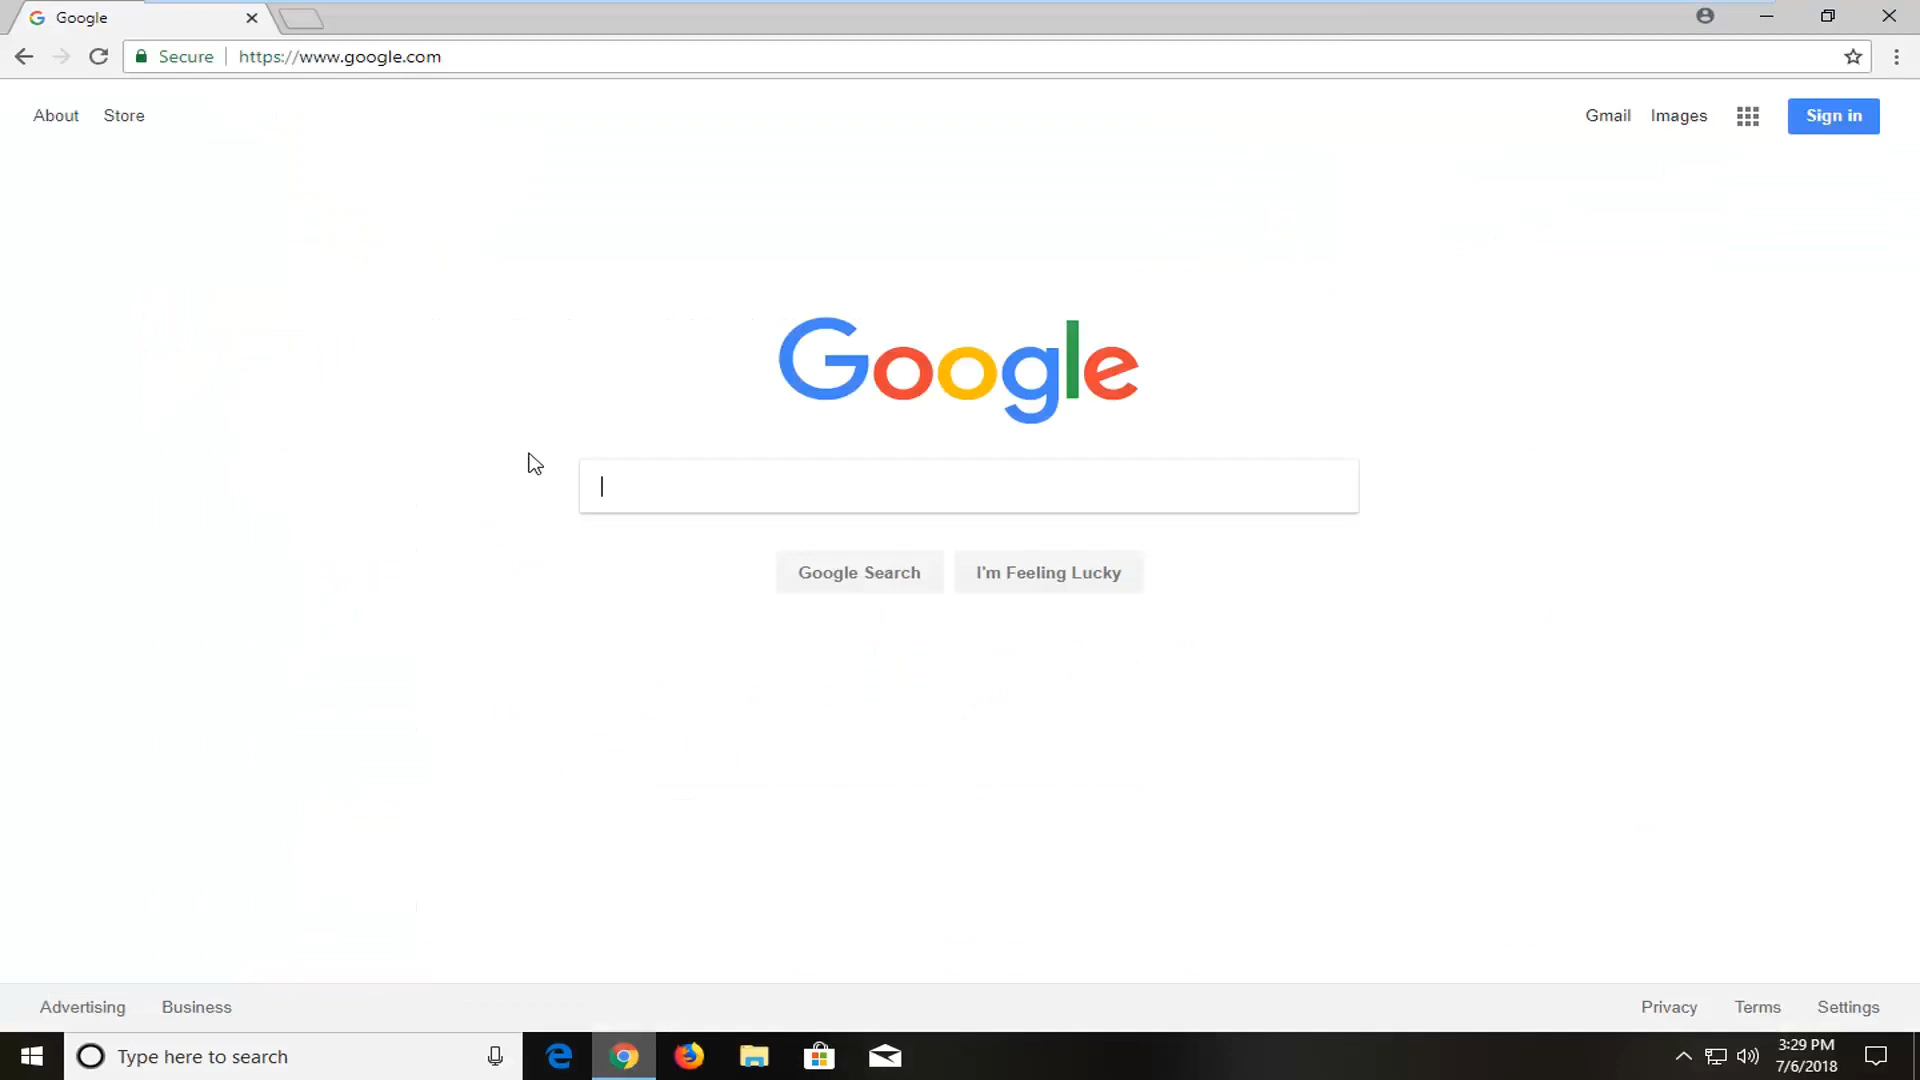 Google
Secure
https://www.google.com
About
Store
Gmail
Images
Sign in
Google
Google Search
I'm Feeling Lucky
Advertising
Business
Privacy
Terms
Settings
Type here to search
3:29 PM
7/6/2018